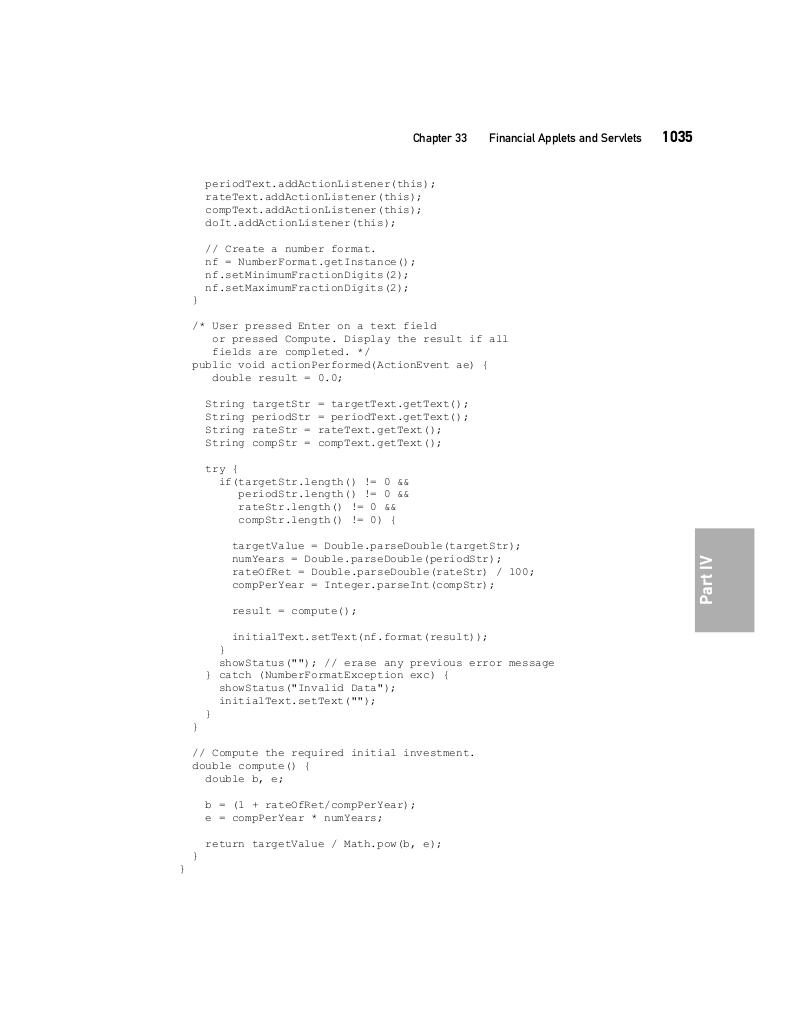 Chapter 33 Financial Applets and Servlets 1035
periodText.addActionListener(this);
rateText.addActionListener(this);
compText.addActionListener(this);
doIt.addActionListener(this);
// Create a number format.
nf = NumberFormat.getInstance();
nf.setMinimumFractionDigits(2);
nf.setMaximumFractionDigits(2);
}
/* User pressed Enter on a text field
or pressed Compute. Display the result if all
fields are completed. */
public void actionPerformed(ActionEvent ae) {
double result = 0.0;
String targetStr = targetText.getText();
String periodStr = periodText.getText();
String rateStr = rateText.getText();
String compStr = compText.getText();
try {
if(targetStr.length() != 0 &&
periodStr.length() != 0 &&
rateStr.length() != 0 &&
compStr.length() != 0) {
targetValue = Double.parseDouble(targetStr);
numYears = Double.parseDouble(periodStr);
rateOfRet = Double.parseDouble(rateStr) / 100;
compPerYear = Integer.parseInt(compStr);
result = compute();
initialText.setText(nf.format(result));
}
showStatus(""); // erase any previous error message
} catch (NumberFormatException exc) {
showStatus("Invalid Data");
initialText.setText("");
}
}
// Compute the required initial investment.
double compute() {
double b, e;
b = (1 + rateOfRet/compPerYear);
e = compPerYear * numYears;
return targetValue / Math.pow(b, e);
}
}
Part IV